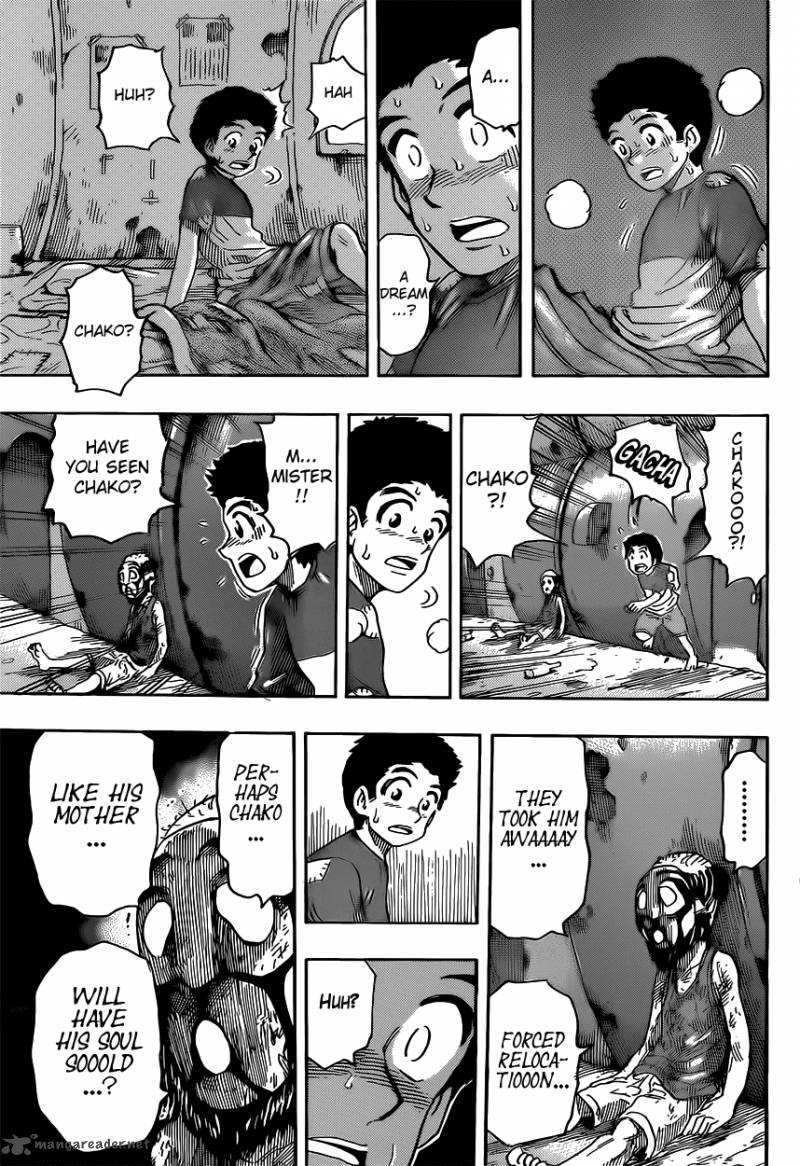 A...
A
DREAM
...?
HAH
HUH?
CHAKO?
CHAKOOO?!
GACHA
CHAKO
?!
M...
MISTER
!!
HAVE
YOU SEEN
CHAKO?
.........
THEY
TOOK HIM
AWAAAAY
...
FORCED
RELOCA-
TIOOON...
HUH?
PER-
HAPS
CHAKO
...
LIKE HIS
MOTHER
...
WILL
HAVE
HIS SOUL
SOOOLD
...?
mangareader.net